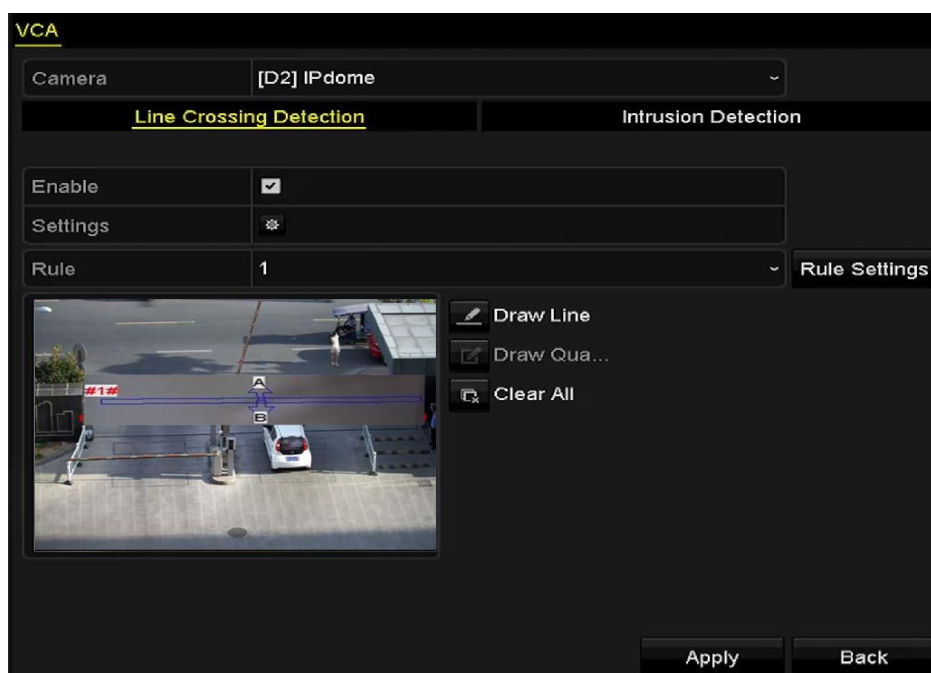 VCA
Camera [D2] IPdome
Line Crossing Detection Intrusion Detection
Enable
Settings
Rule 1 Rule Settings
Draw Line
Draw Qua...
Clear All
#1#
A
B
Apply Back